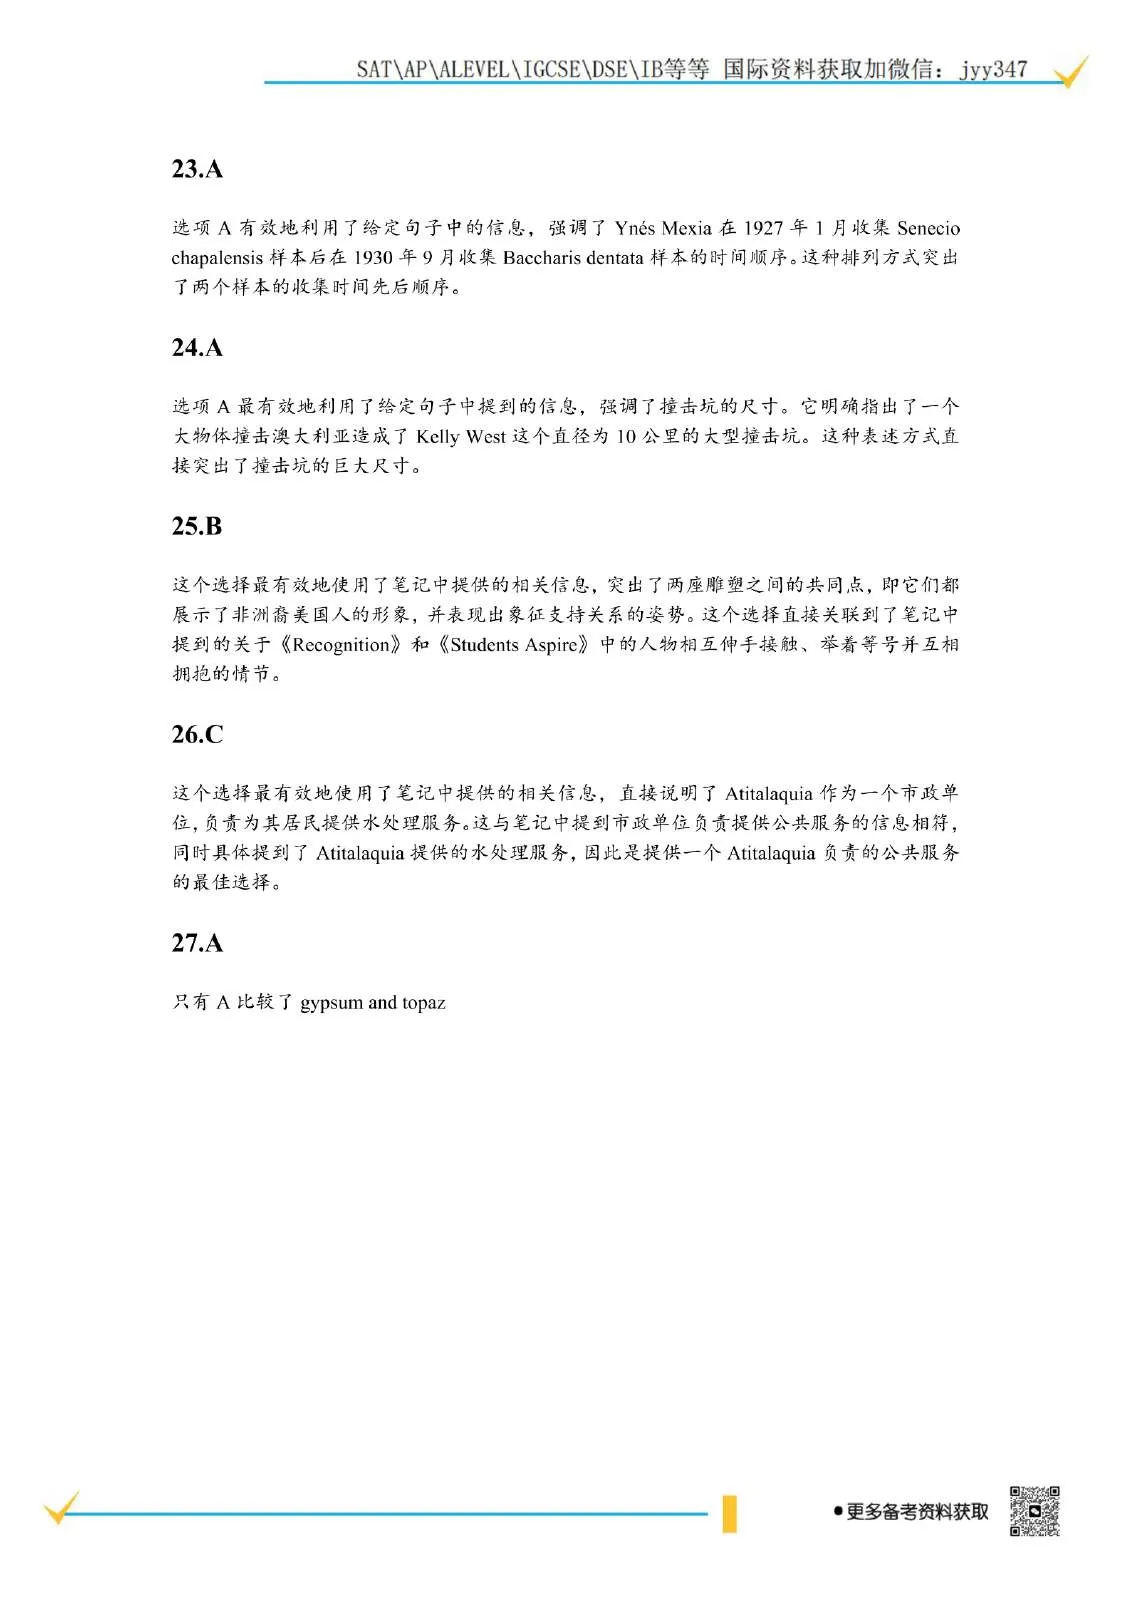 SAT\AP\ALEVEL\IGCSE\DSE\IB等等 国际资料获取加微信：jyy347
23.A
选项 A 有效地利用了给定句子中的信息，强调了 Ynés Mexia 在 1927 年 1 月收集 Senecio
chapalensis 样本后在 1930 年 9 月收集 Baccharis dentata 样本的时间顺序。这种排列方式突出
了两个样本的收集时间先后顺序。
24.A
选项 A 最有效地利用了给定句子中提到的信息，强调了撞击坑的尺寸。它明确指出了一个
大物体撞击澳大利亚造成了 Kelly West 这个直径为 10 公里的大型撞击坑。这种表述方式直
接突出了撞击坑的巨大尺寸。
25.B
这个选择最有效地使用了笔记中提供的相关信息，突出了两座雕塑之间的共同点，即它们都
展示了非洲裔美国人的形象，并表现出象征支持关系的姿势。这个选择直接关联到了笔记中
提到的关于《Recognition》和《Students Aspire》中的人物相互伸手接触、举着等号并互相
拥抱的情节。
26.C
这个选择最有效地使用了笔记中提供的相关信息，直接说明了 Atitalaquia 作为一个市政单
位，负责为其居民提供水处理服务。这与笔记中提到市政单位负责提供公共服务的信息相符，
同时具体提到了 Atitalaquia 提供的水处理服务，因此是提供一个 Atitalaquia 负责的公共服务
的最佳选择。
27.A
只有 A 比较了 gypsum and topaz
•更多备考资料获取